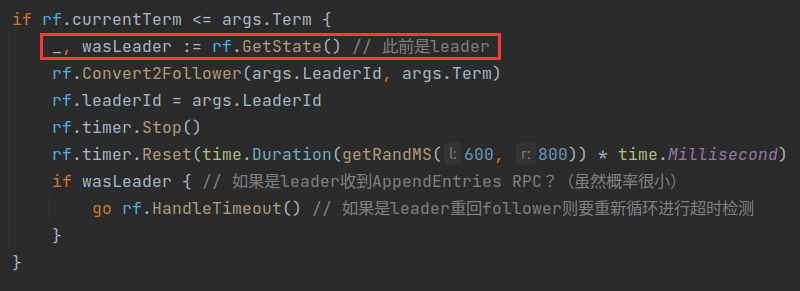 if rf.currentTerm <= args.Term {
_, wasLeader := rf.GetState() // 此前是leader
rf.Convert2Follower(args.LeaderId, args.Term)
rf.leaderId = args.LeaderId
rf.timer.Stop()
rf.timer.Reset(time.Duration(getRandMS( l: 600, r: 800)) * time.Millisecond)
if wasLeader { // 如果是leader收到AppendEntries RPC？（虽然概率很小）
go rf.HandleTimeout() // 如果是leader重回follower则要重新循环进行超时检测
}
}